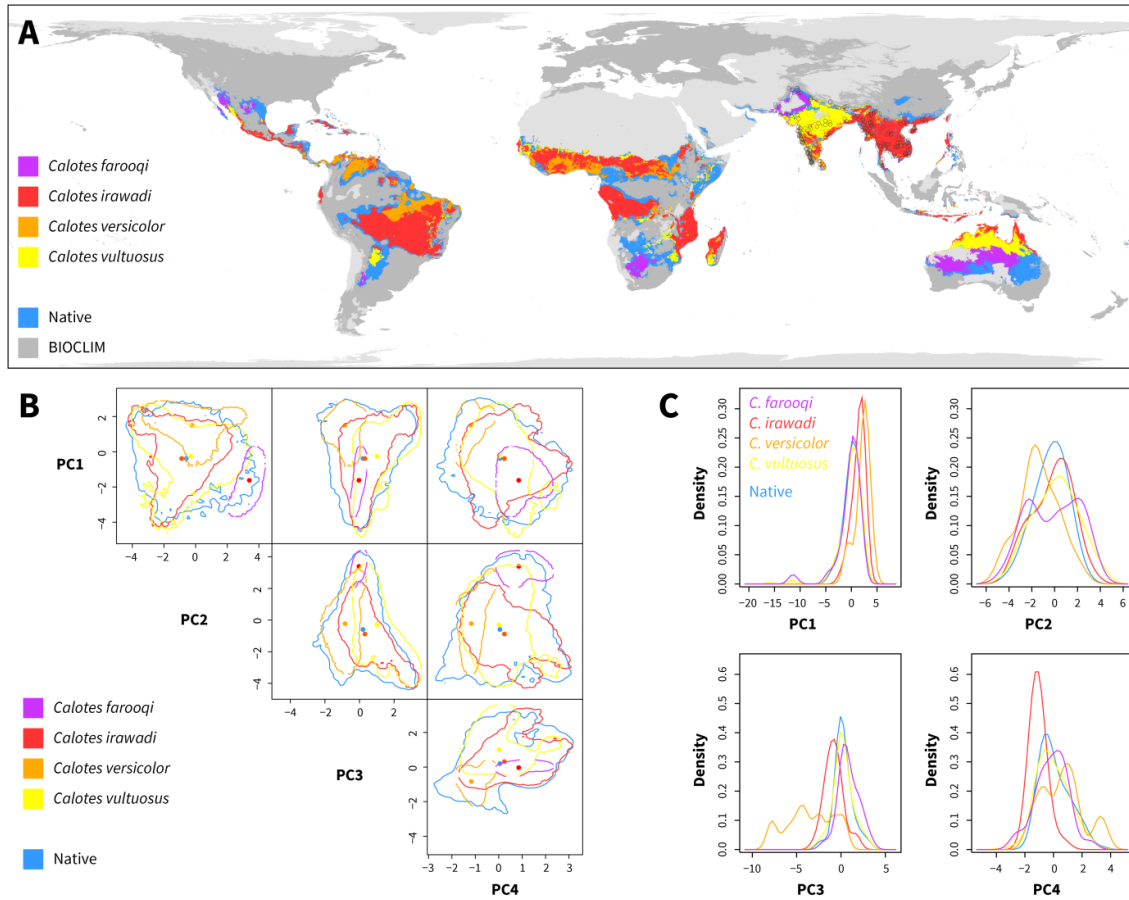 A
Calotes farooqi
Calotes irawadi
Calotes versicolor
Calotes vultuosus
Native
BIOCLIM
B
PC1
2
0
−2
−4
−4 −2 0 2 4
PC2
4
2
0
−2
−4
−4 −2 0 2
PC3
2
0
−2
−4
−3 −2 −1 0 1 2 3
PC4
Calotes farooqi
Calotes irawadi
Calotes versicolor
Calotes vultuosus
Native
C
C. farooqi
C. irawadi
C. versicolor
C. vultuosus
Native
Density
0.30
0.25
0.20
0.15
0.10
0.05
0.00
−20 −15 −10 −5 0 5
PC1
Density
0.30
0.25
0.20
0.15
0.10
0.05
0.00
−6 −4 −2 0 2 4 6
PC2
Density
0.6
0.5
0.4
0.3
0.2
0.1
0.0
−10 −5 0 5
PC3
Density
0.6
0.5
0.4
0.3
0.2
0.1
0.0
−4 −2 0 2 4
PC4